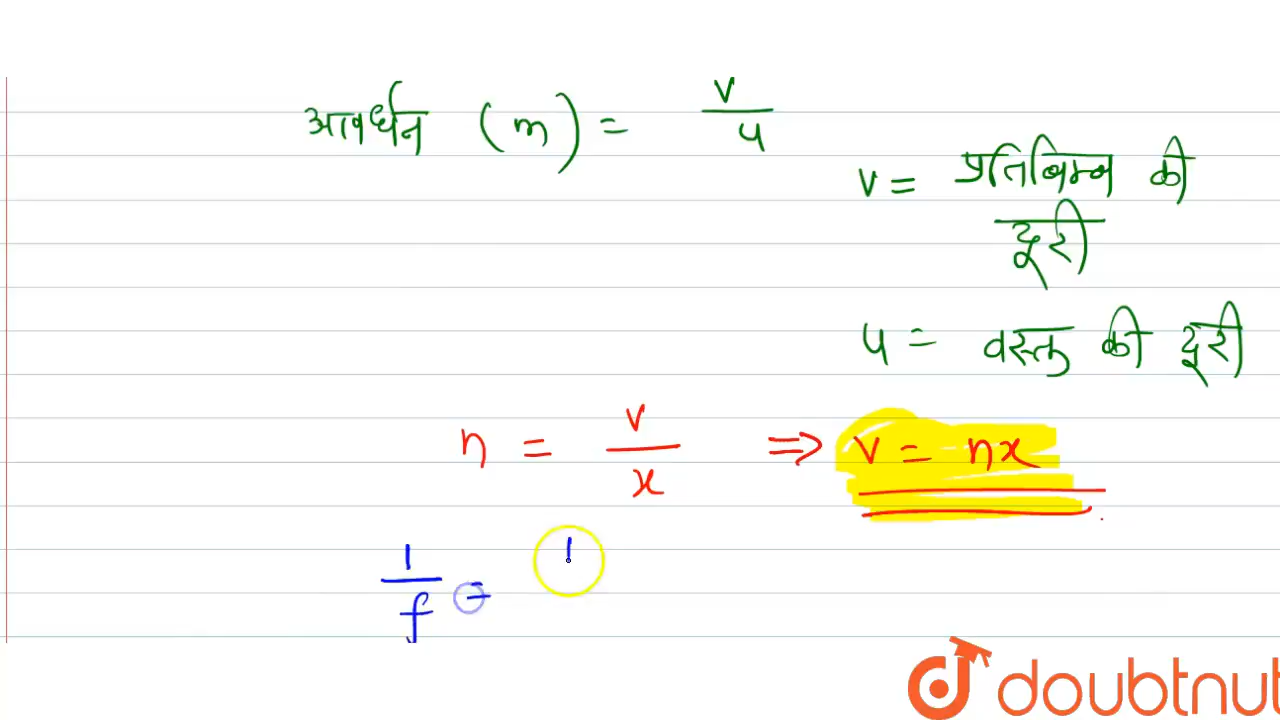 आवर्धन (m) = v/u
v = प्रतिबिम्ब की
दूरी
u = वस्तु की दूरी
n = v/x ⇒ v = nx
1/f = 1
doubtnut